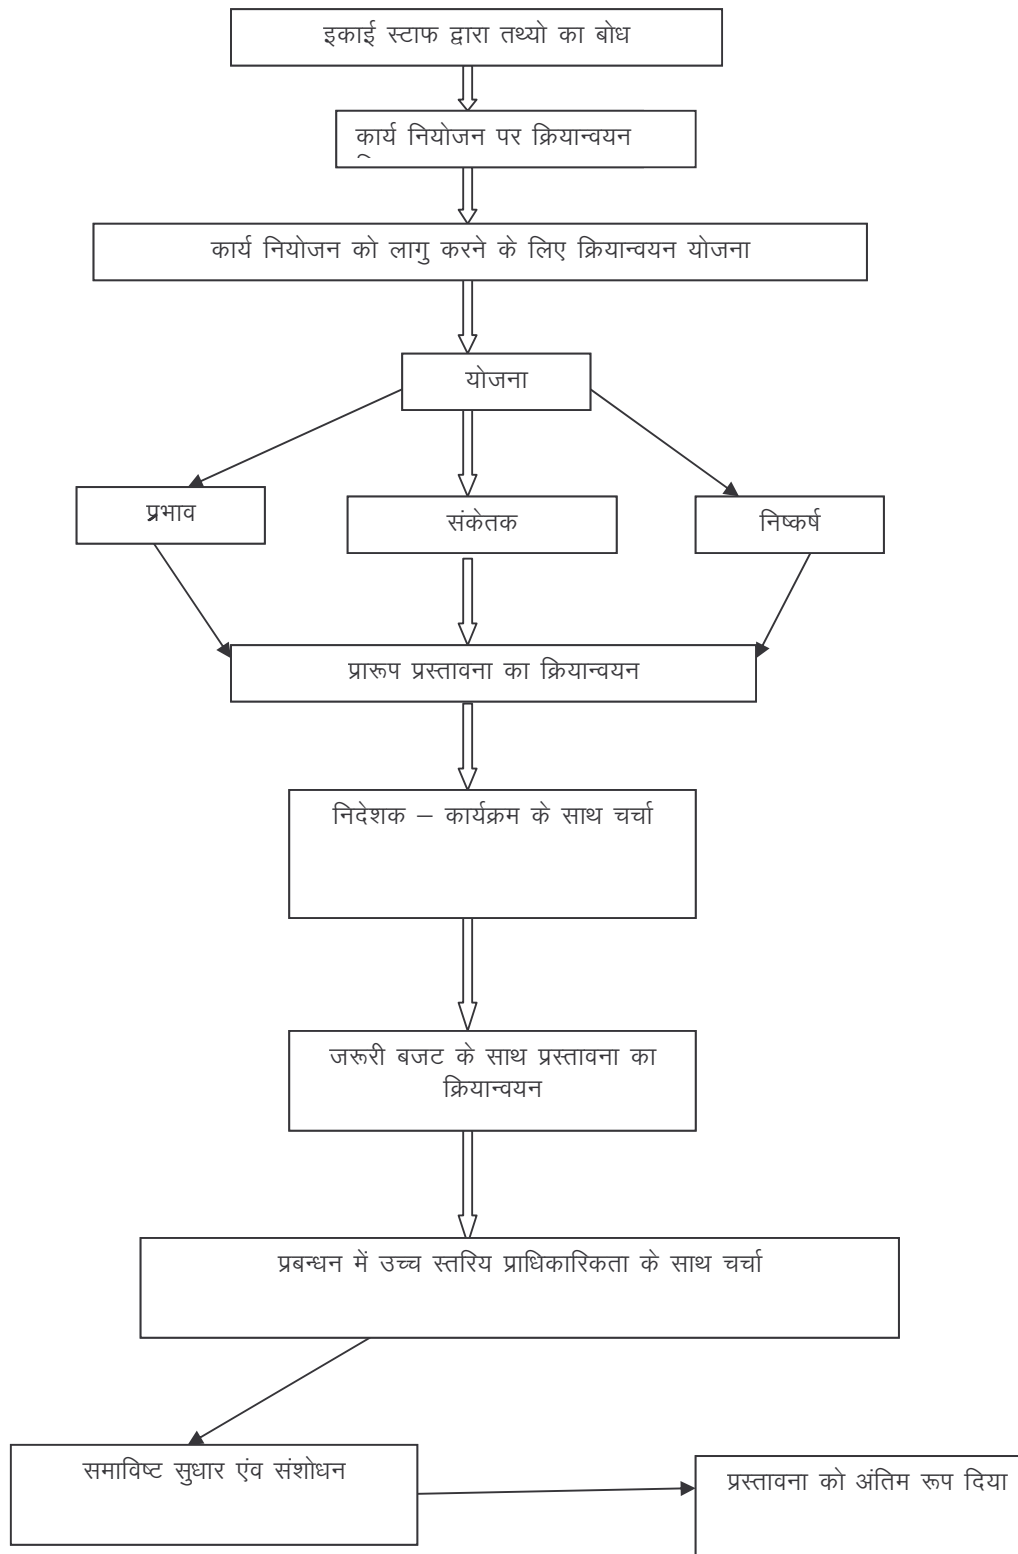 इकाई स्टाफ द्वारा तथ्यो का बोध
कार्य नियोजन पर क्रियान्वयन
कार्य नियोजन को लागु करने के लिए क्रियान्वयन योजना
योजना
प्रभाव
संकेतक
निष्कर्ष
प्रारूप प्रस्तावना का क्रियान्वयन
निदेशक – कार्यक्रम के साथ चर्चा
जरूरी बजट के साथ प्रस्तावना का
क्रियान्वयन
प्रबन्धन में उच्च स्तरिय प्राधिकारिकता के साथ चर्चा
समाविष्ट सुधार एंव संशोधन
प्रस्तावना को अंतिम रूप दिया